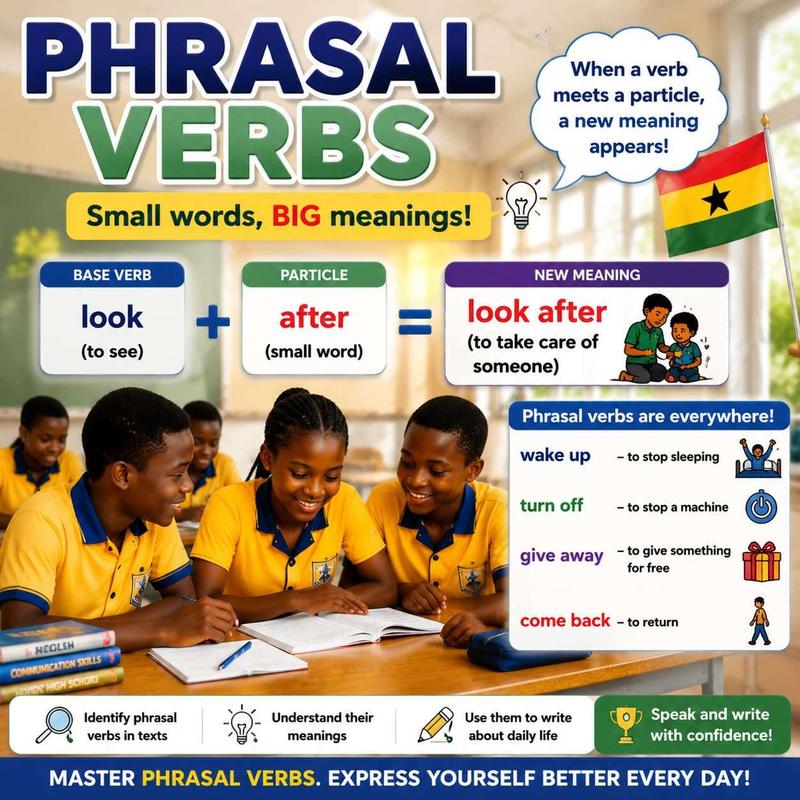 PHRASAL
VERBS
Small words, BIG meanings!
When a verb
meets a particle,
a new meaning
appears!
BASE VERB
look
(to see)
+
PARTICLE
after
(small word)
=
NEW MEANING
look after
(to take care of
someone)
Phrasal verbs are everywhere!
wake up – to stop sleeping
turn off – to stop a machine
give away – to give something
for free
come back – to return
COMMUNICATION SKILLS
Identify phrasal
verbs in texts
Understand their
meanings
Use them to write
about daily life
Speak and write
with confidence!
MASTER PHRASAL VERBS. EXPRESS YOURSELF BETTER EVERY DAY!